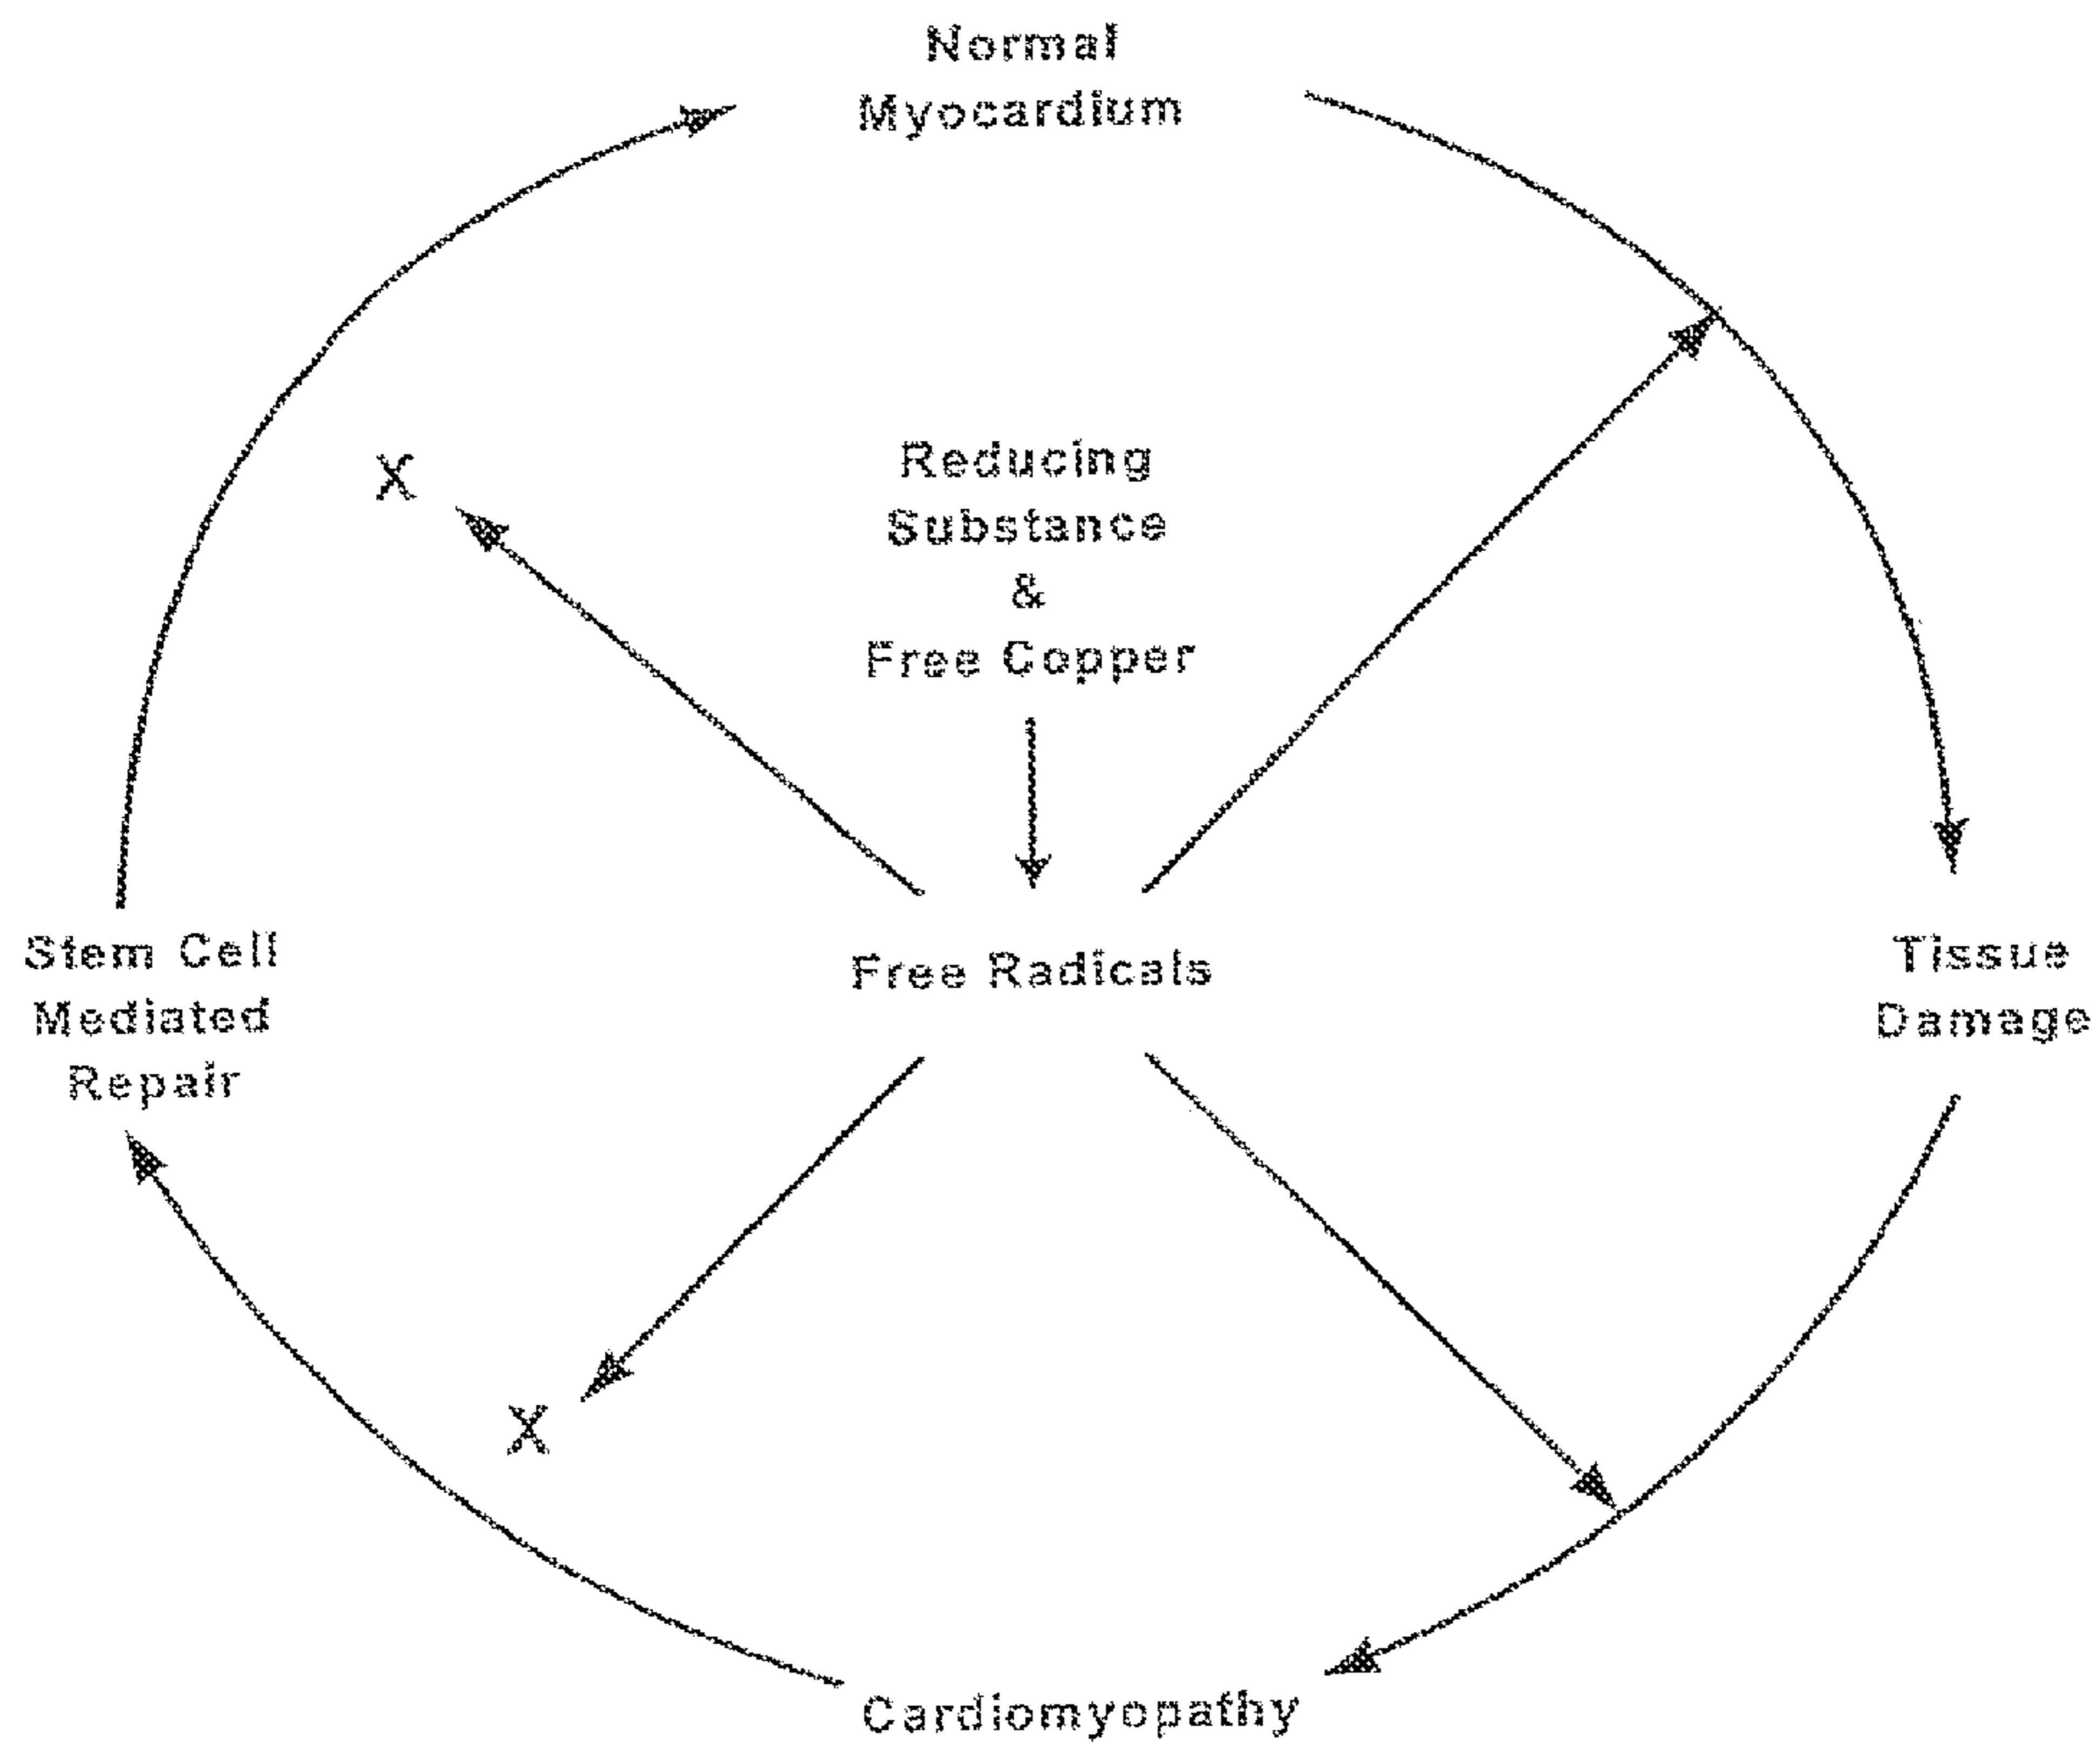 Normal
Myocardium
X
Reducing
Substance
&
Free Copper
Stem Cell
Mediated
Repair
Free Radicals
Tissue
Damage
X
Cardiomyopathy